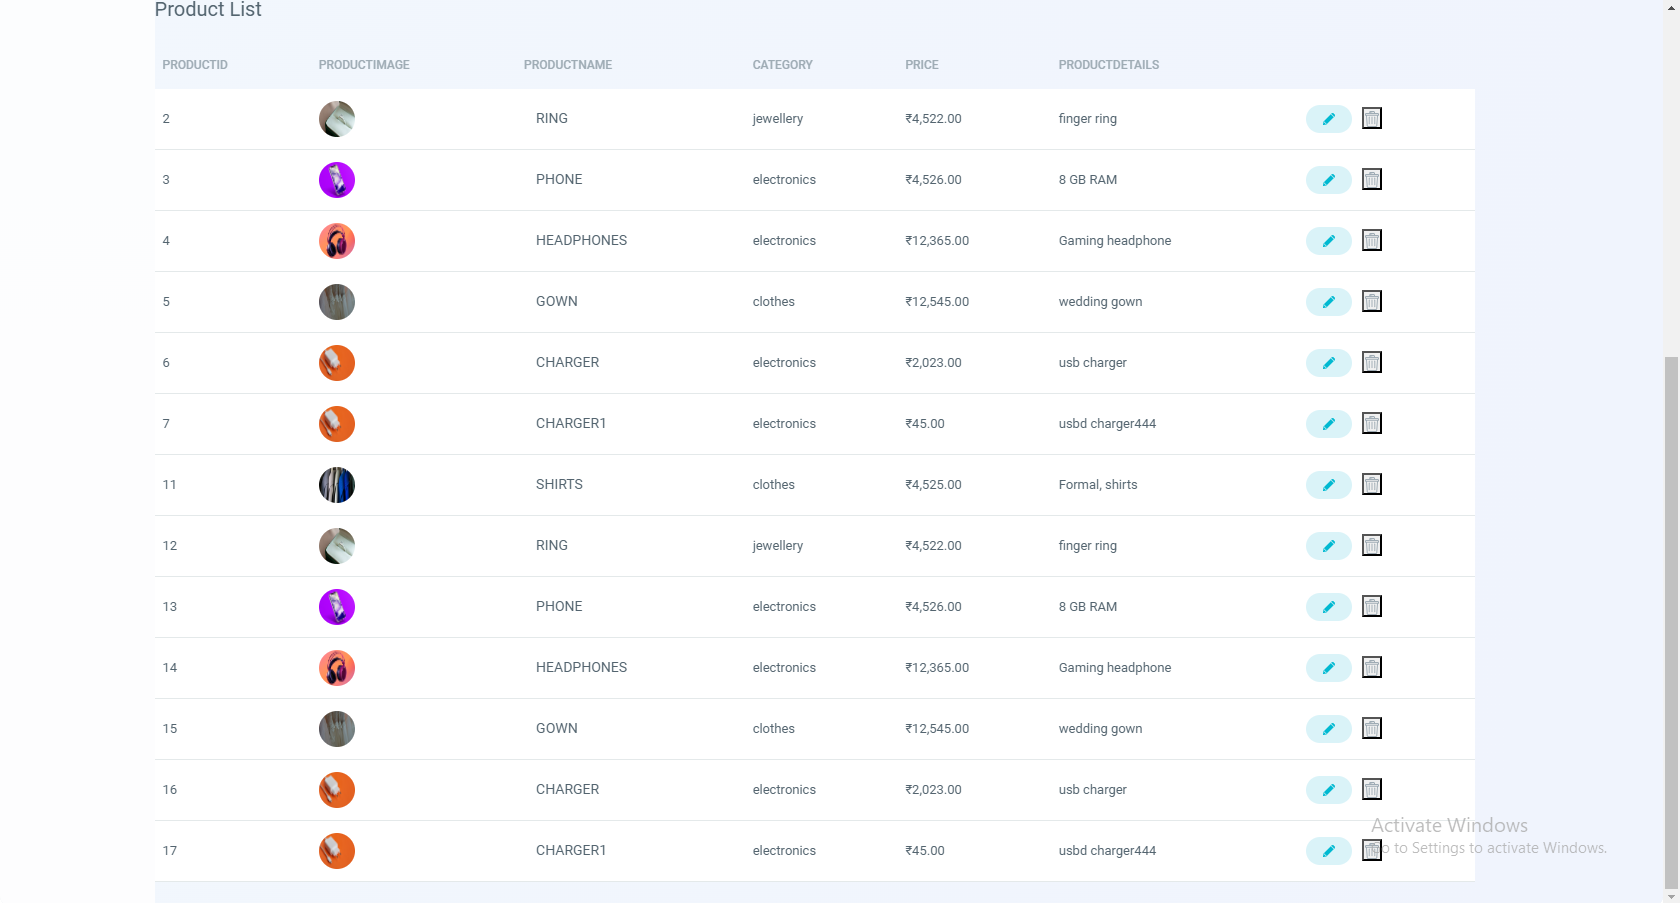 Product List
PRODUCTID PRODUCTIMAGE PRODUCTNAME CATEGORY PRICE PRODUCTDETAILS
2 RING jewellery ₹4,522.00 finger ring
3 PHONE electronics ₹4,526.00 8 GB RAM
4 HEADPHONES electronics ₹12,365.00 Gaming headphone
5 GOWN clothes ₹12,545.00 wedding gown
6 CHARGER electronics ₹2,023.00 usb charger
7 CHARGER1 electronics ₹45.00 usbd charger444
11 SHIRTS clothes ₹4,525.00 Formal, shirts
12 RING jewellery ₹4,522.00 finger ring
13 PHONE electronics ₹4,526.00 8 GB RAM
14 HEADPHONES electronics ₹12,365.00 Gaming headphone
15 GOWN clothes ₹12,545.00 wedding gown
16 CHARGER electronics ₹2,023.00 usb charger
17 CHARGER1 electronics ₹45.00 usbd charger444
Activate Windows
Go to Settings to activate Windows.